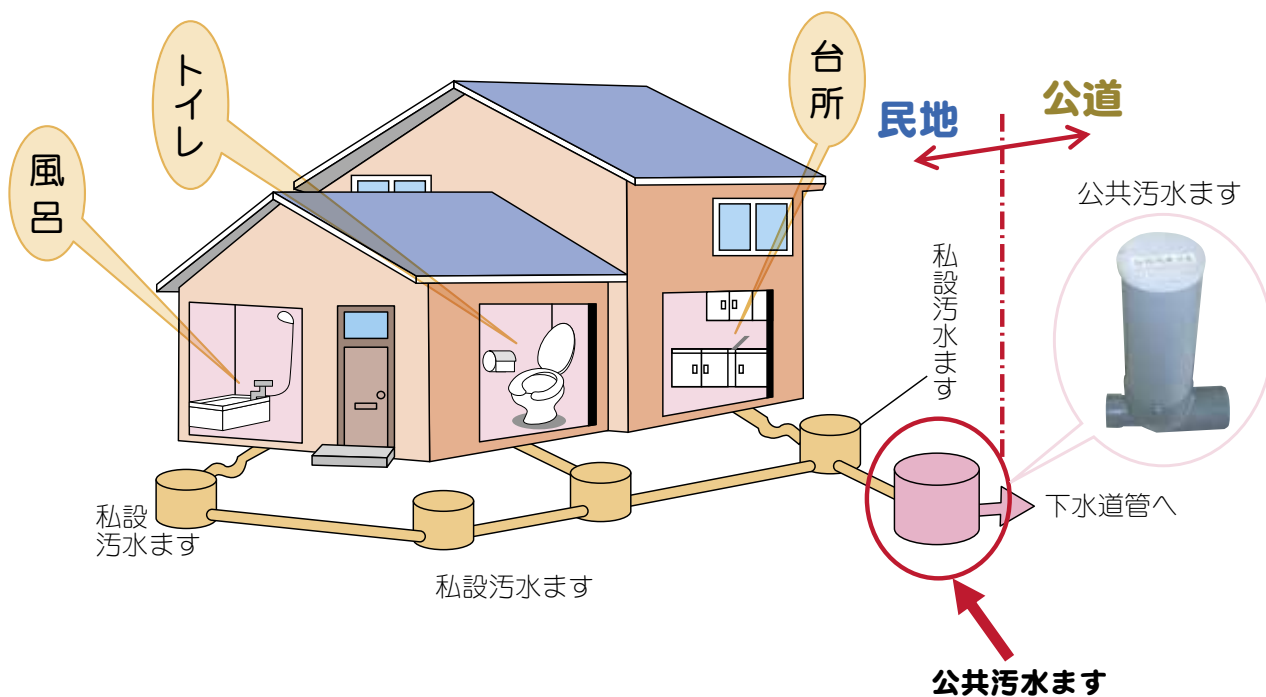 風呂
トイレ
台所
民地
公道
公共汚水ます
私設汚水ます
私設
汚水ます
私設汚水ます
下水道管へ
公共汚水ます